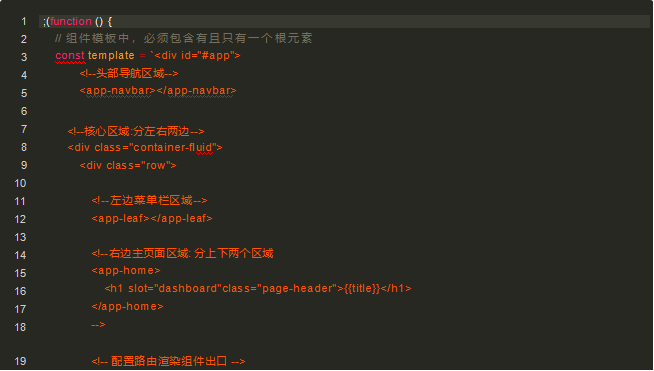 1 ;(function () {
2 // 组件模板中，必须包含有且只有一个根元素
3 const template = `<div id="#app">
4 <!--头部导航区域-->
5 <app-navbar></app-navbar>
6
7 <!--核心区域:分左右两边-->
8 <div class="container-fluid">
9 <div class="row">
10
11 <!--左边菜单栏区域-->
12 <app-leaf></app-leaf>
13
14 <!--右边主页面区域: 分上下两个区域
15 <app-home>
16 <h1 slot="dashboard"class="page-header">{{title}}</h1>
17 </app-home>
18 -->
19 <!-- 配置路由渲染组件出口 -->